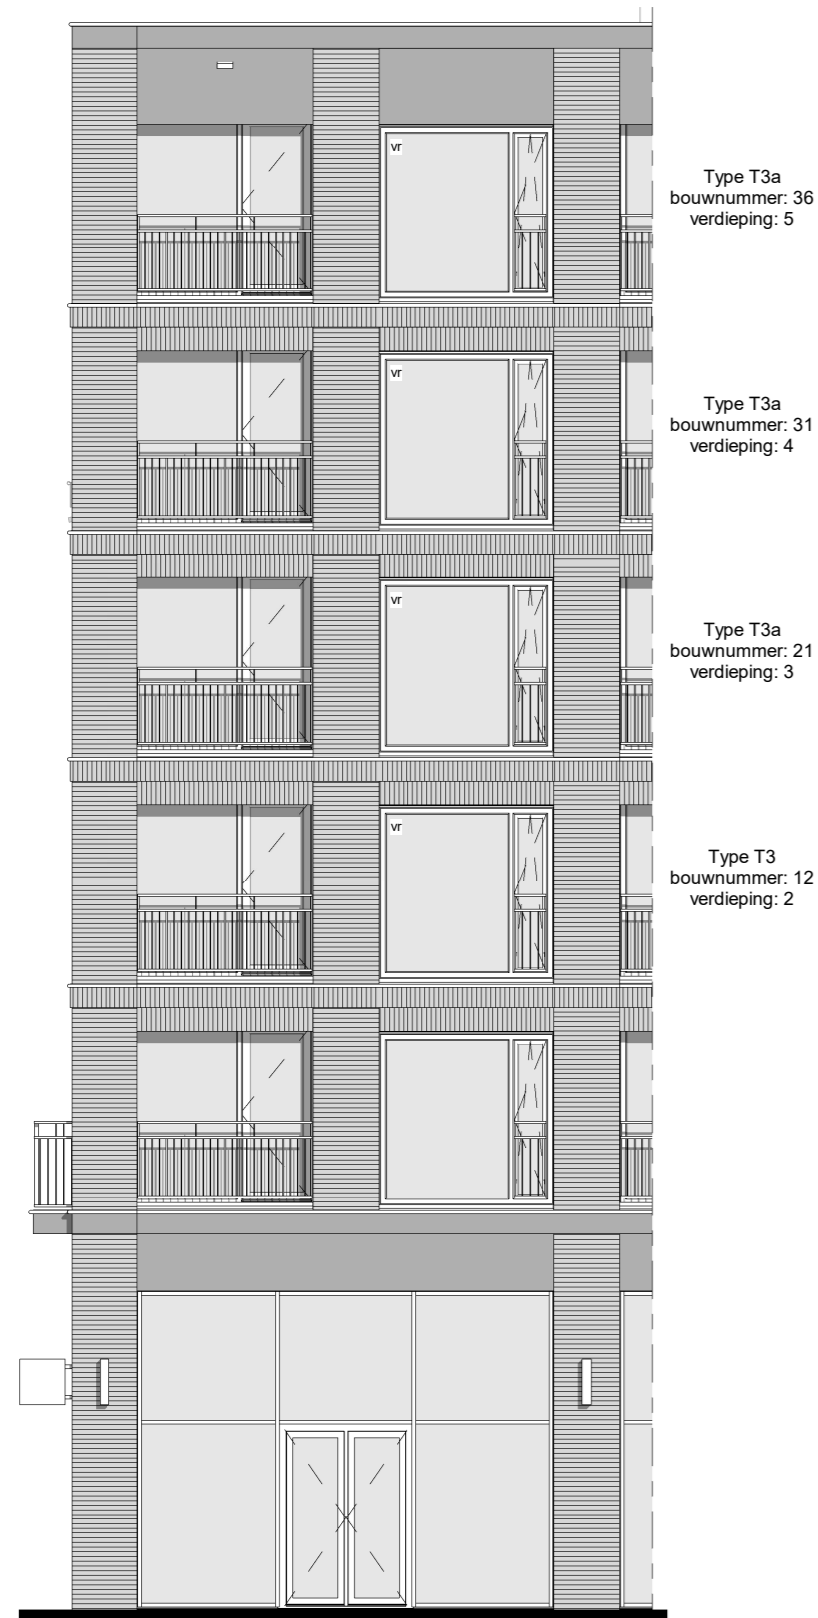 vr
Type T3a
bouwnummer: 36
verdieping: 5
vr
Type T3a
bouwnummer: 31
verdieping: 4
vr
Type T3a
bouwnummer: 21
verdieping: 3
vr
Type T3
bouwnummer: 12
verdieping: 2